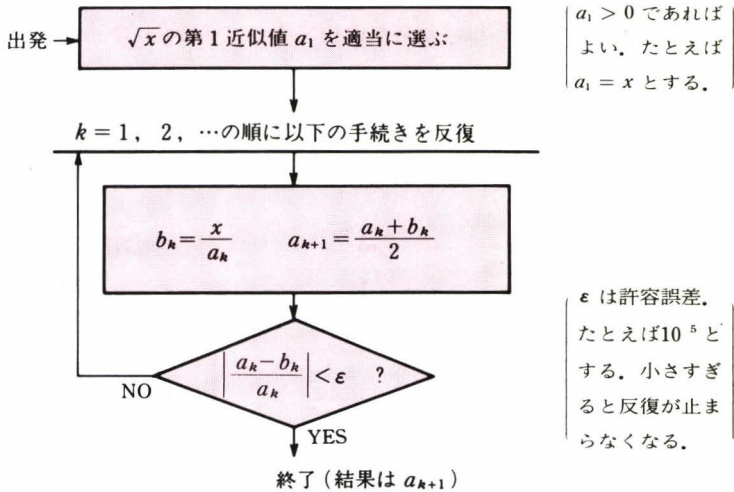 出発
√x の第1近似値 a₁ を適当に選ぶ
a₁ > 0 であれば
よい．たとえば
a₁ = x とする．
k = 1, 2, …の順に以下の手続きを反復
bₖ = x/aₖ  aₖ₊₁ = (aₖ + bₖ)/2
ε は許容誤差．
たとえば10 ⁵ と
する．小さすぎ
ると反復が止ま
らなくなる．
|(aₖ − bₖ)/aₖ| < ε ?
NO
YES
終了（結果は aₖ₊₁）